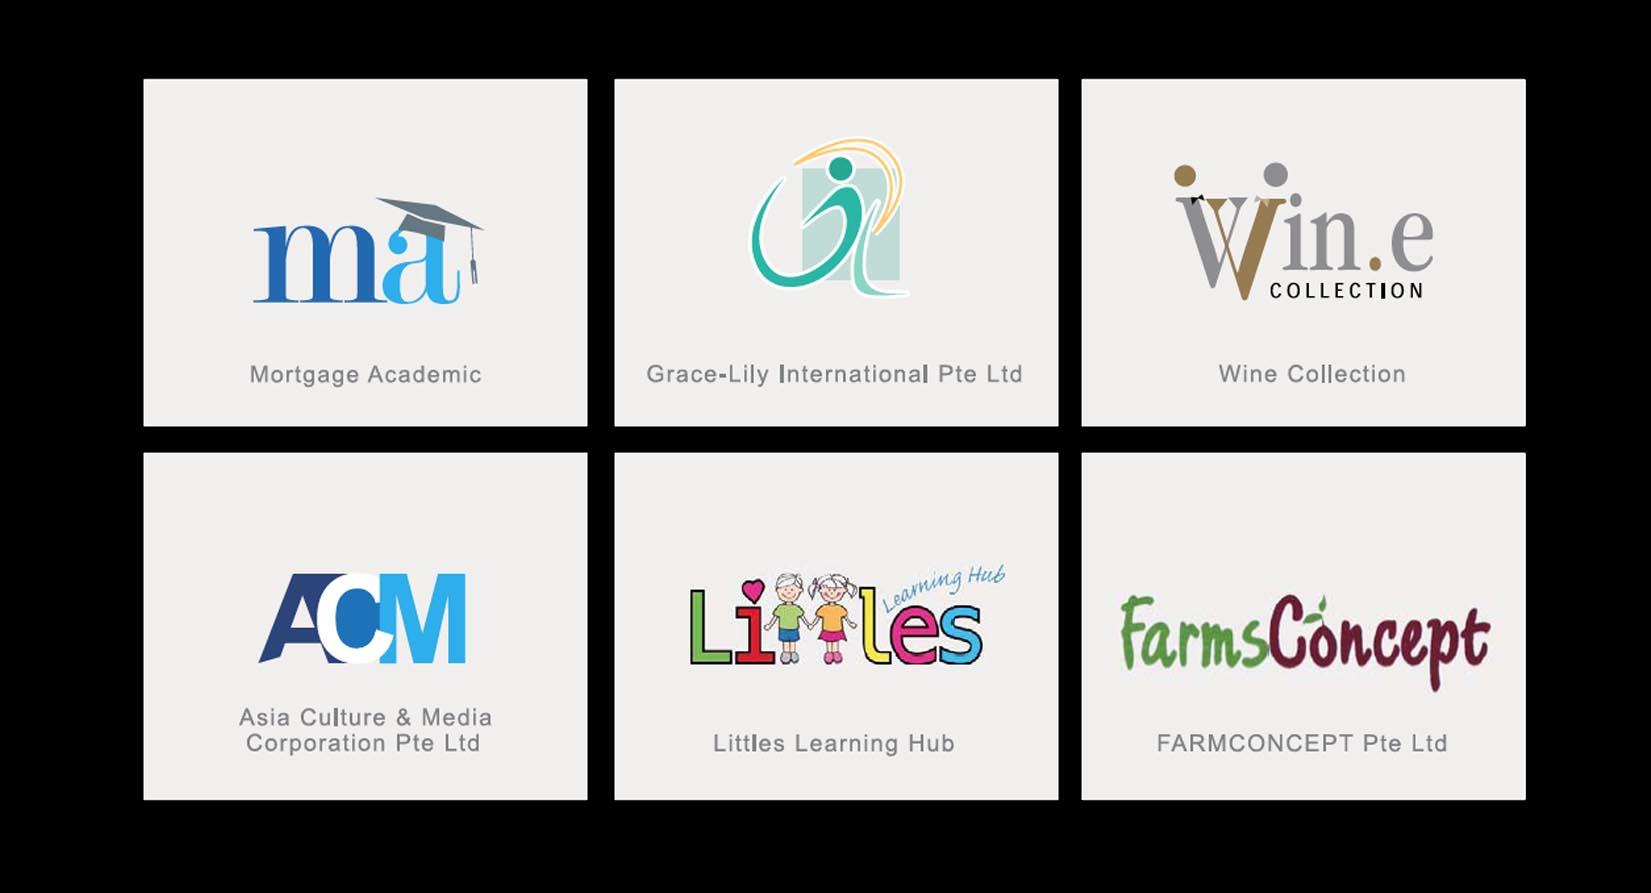 ma
Mortgage Academic
Grace-Lily International Pte Ltd
Win.e
COLLECTION
Wine Collection
ACM
Asia Culture & Media
Corporation Pte Ltd
Learning Hub
Littles
Littles Learning Hub
FarmsConcept
FARMCONCEPT Pte Ltd